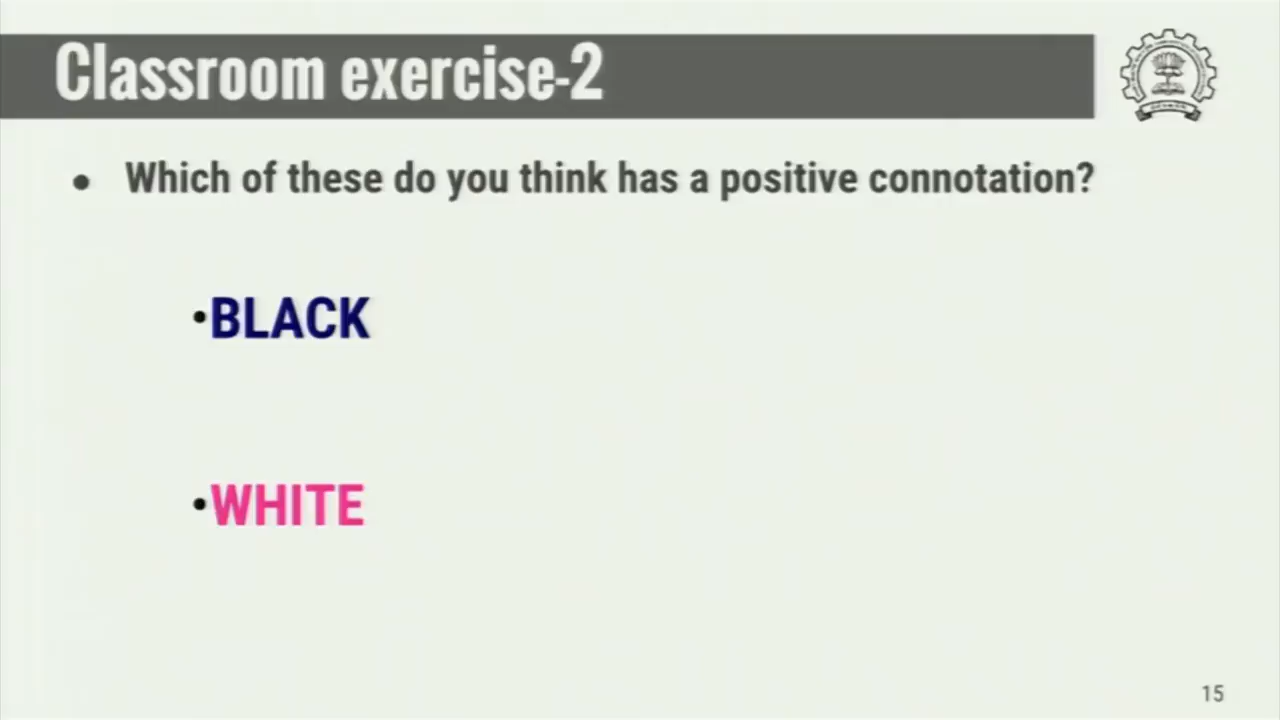 Classroom exercise-2
• Which of these do you think has a positive connotation?
•BLACK
•WHITE
15